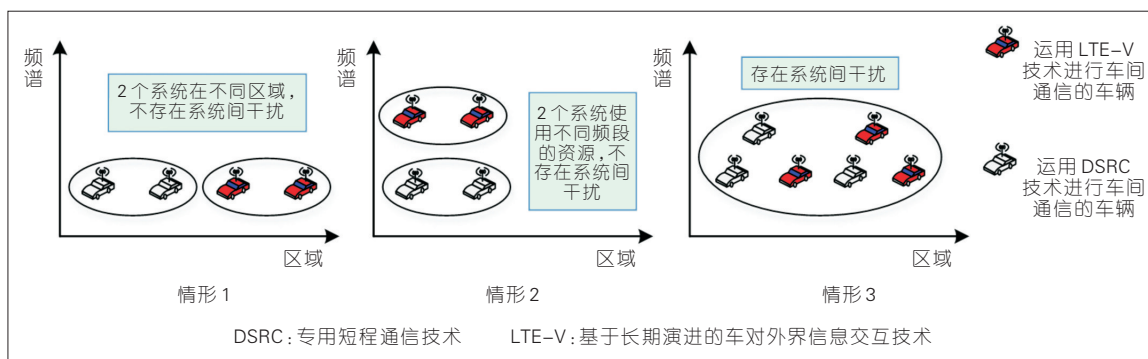 频谱
2个系统在不同区域，
不存在系统间干扰
区域
情形1
频谱
2个系统使
用不同频段
的资源，不
存在系统间
干扰
区域
情形2
频谱
存在系统间干扰
区域
情形3
运用LTE-V
技术进行车间
通信的车辆
运用DSRC
技术进行车间
通信的车辆
DSRC：专用短程通信技术 LTE-V：基于长期演进的车对外界信息交互技术